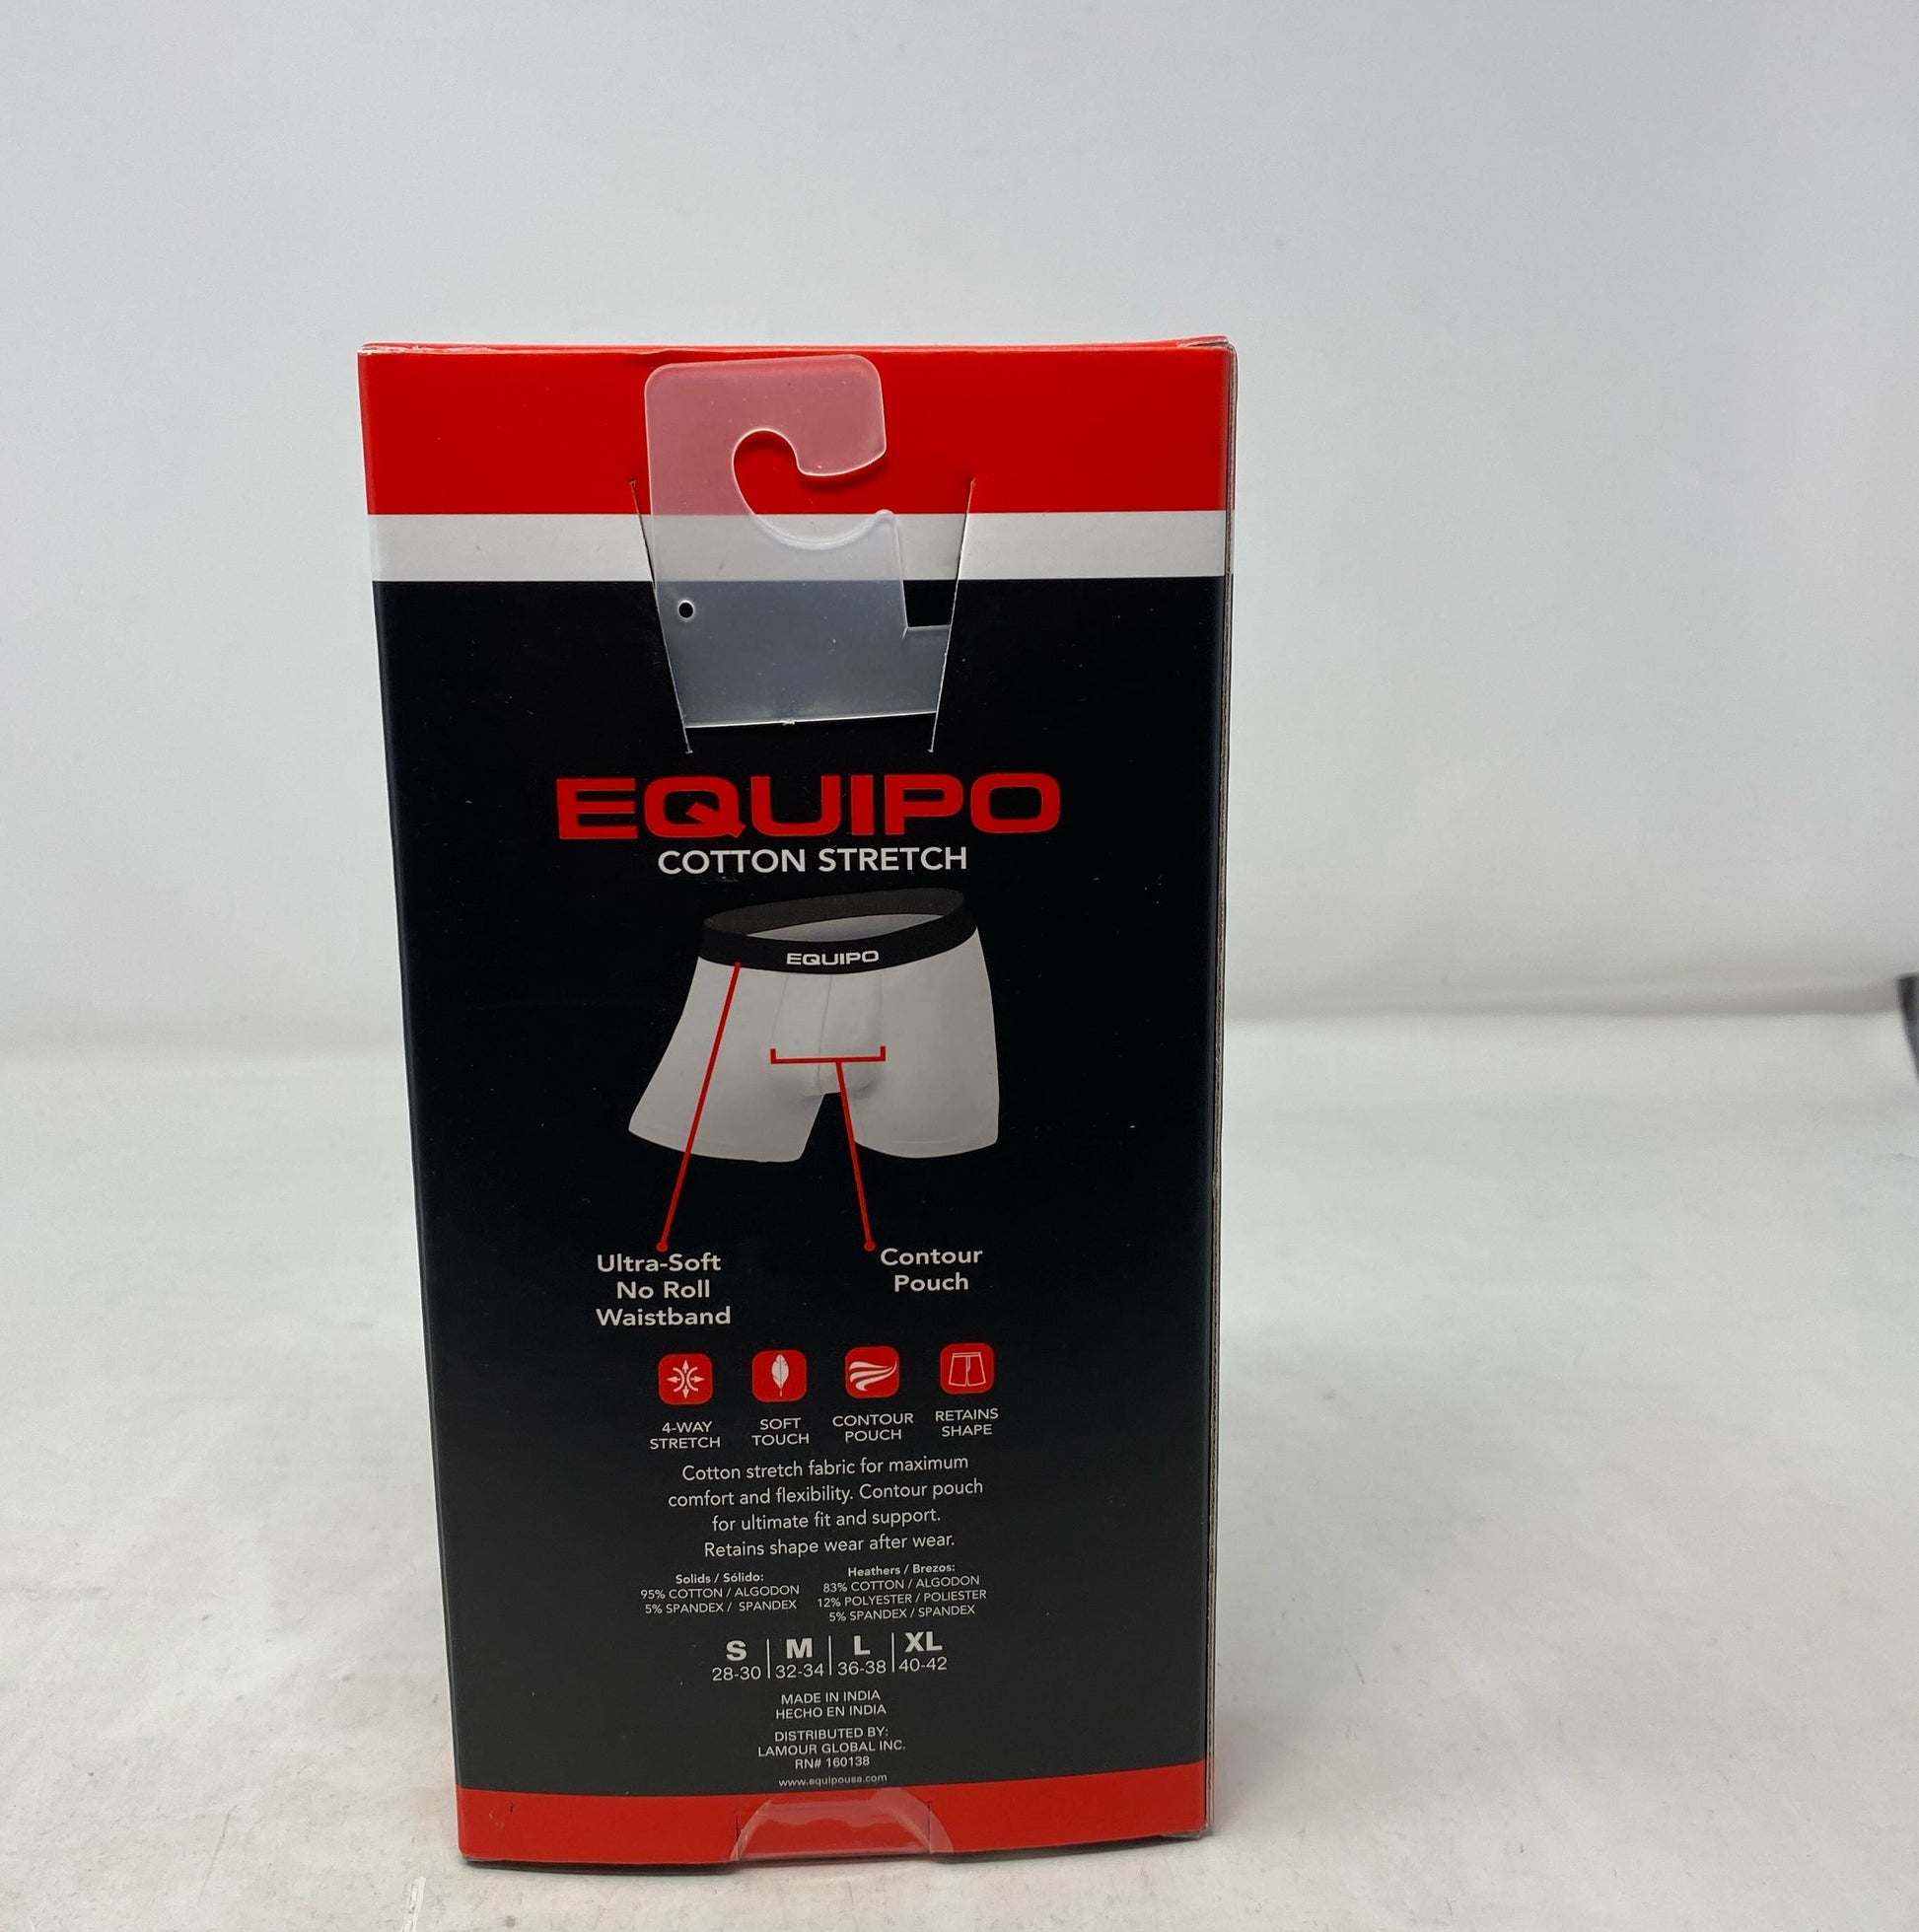 EQUIPO
COTTON STRETCH
EQUIPO
Ultra-Soft
No Roll
Waistband
Contour
Pouch
4-WAY
STRETCH
SOFT
TOUCH
CONTOUR
POUCH
RETAINS
SHAPE
Cotton stretch fabric for maximum
comfort and flexibility. Contour pouch
for ultimate fit and support.
Retains shape wear after wear.
Solids / Sólido:
95% COTTON / ALGODON
5% SPANDEX / SPANDEX
Heathers / Brezos:
83% COTTON / ALGODON
12% POLYESTER / POLIESTER
5% SPANDEX / SPANDEX
S | M | L | XL
28-30 | 32-34 | 36-38 | 40-42
MADE IN INDIA
HECHO EN INDIA
DISTRIBUTED BY:
LAMOUR GLOBAL INC.
RN# 160138
www.equipousa.com